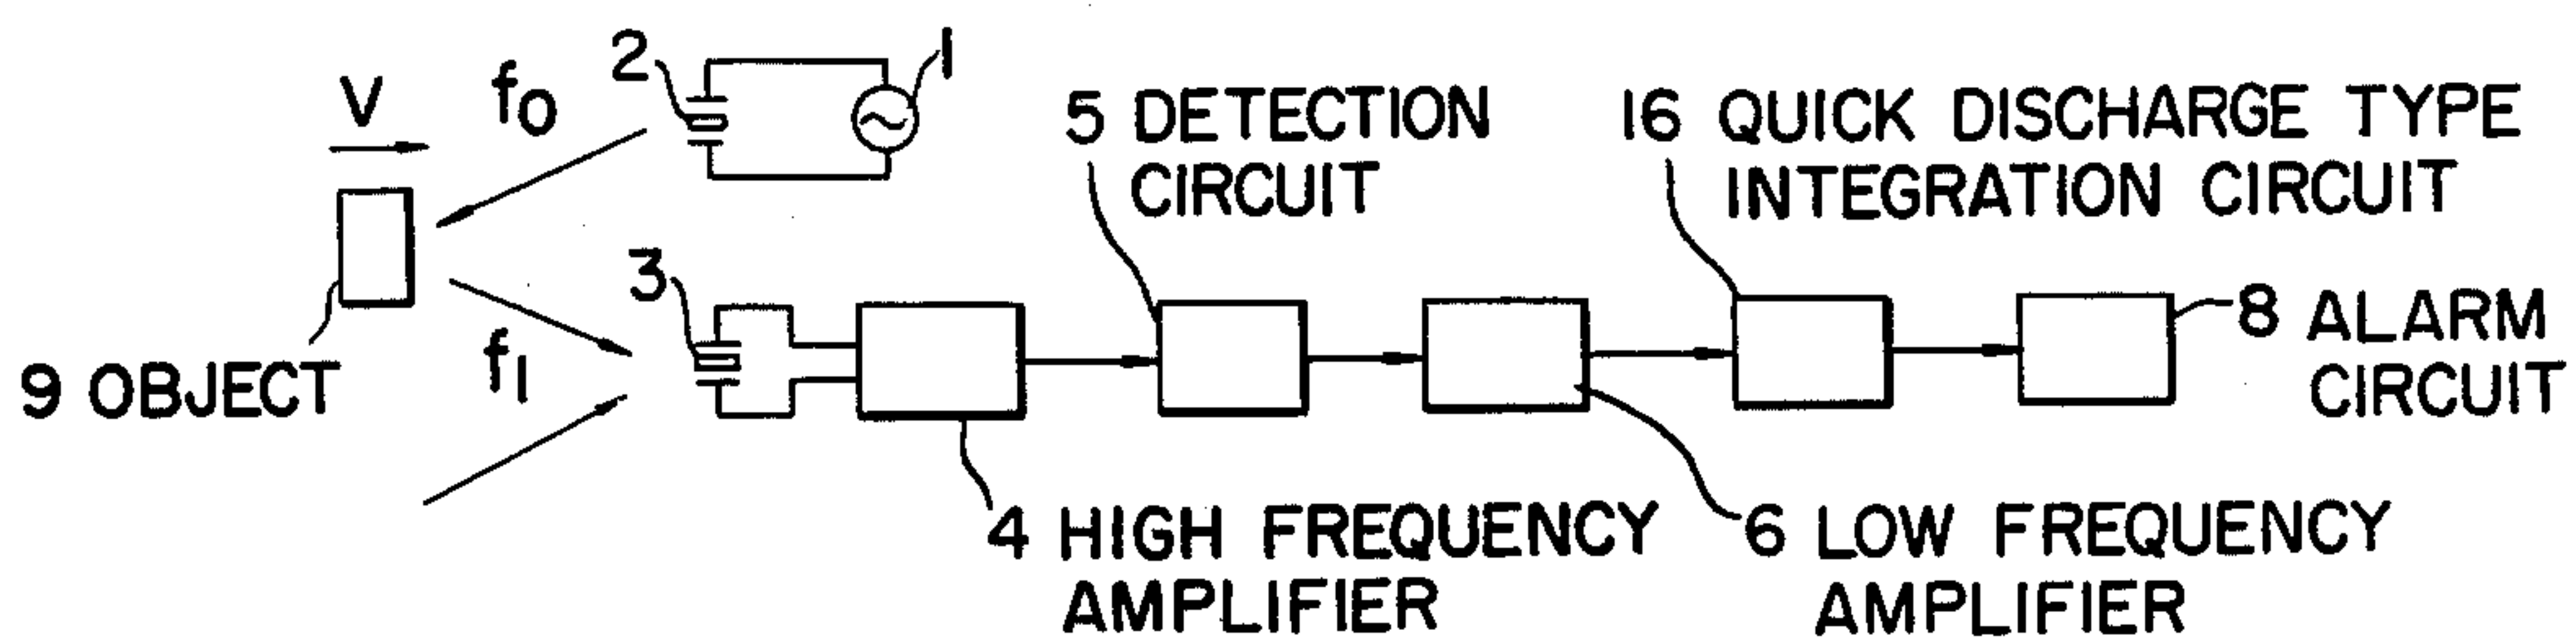 V
f0
2
1
5 DETECTION
CIRCUIT
16 QUICK DISCHARGE TYPE
INTEGRATION CIRCUIT
3
f1
9 OBJECT
8 ALARM
CIRCUIT
4 HIGH FREQUENCY
AMPLIFIER
6 LOW FREQUENCY
AMPLIFIER